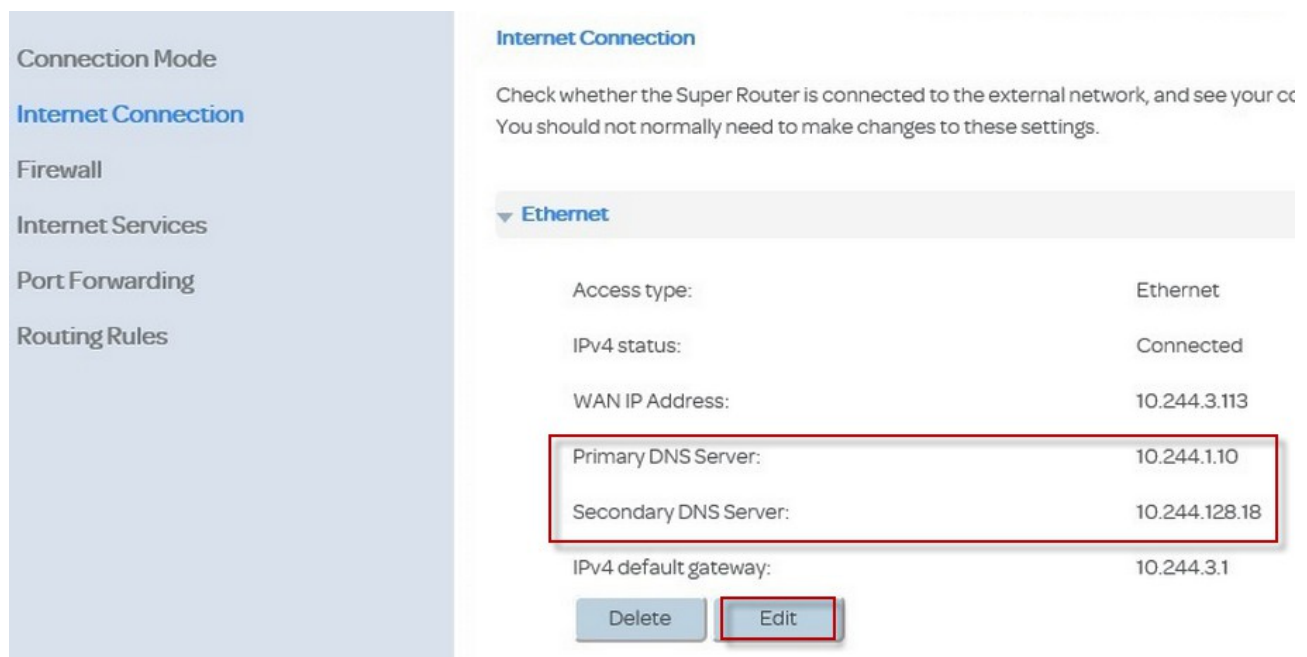 Connection Mode
Internet Connection
Firewall
Internet Services
Port Forwarding
Routing Rules
Internet Connection
Check whether the Super Router is connected to the external network, and see your
You should not normally need to make changes to these settings.
Ethernet
Access type: Ethernet
IPv4 status: Connected
WAN IP Address: 10.244.3.113
Primary DNS Server: 10.244.1.10
Secondary DNS Server: 10.244.128.18
IPv4 default gateway: 10.244.3.1
Delete Edit